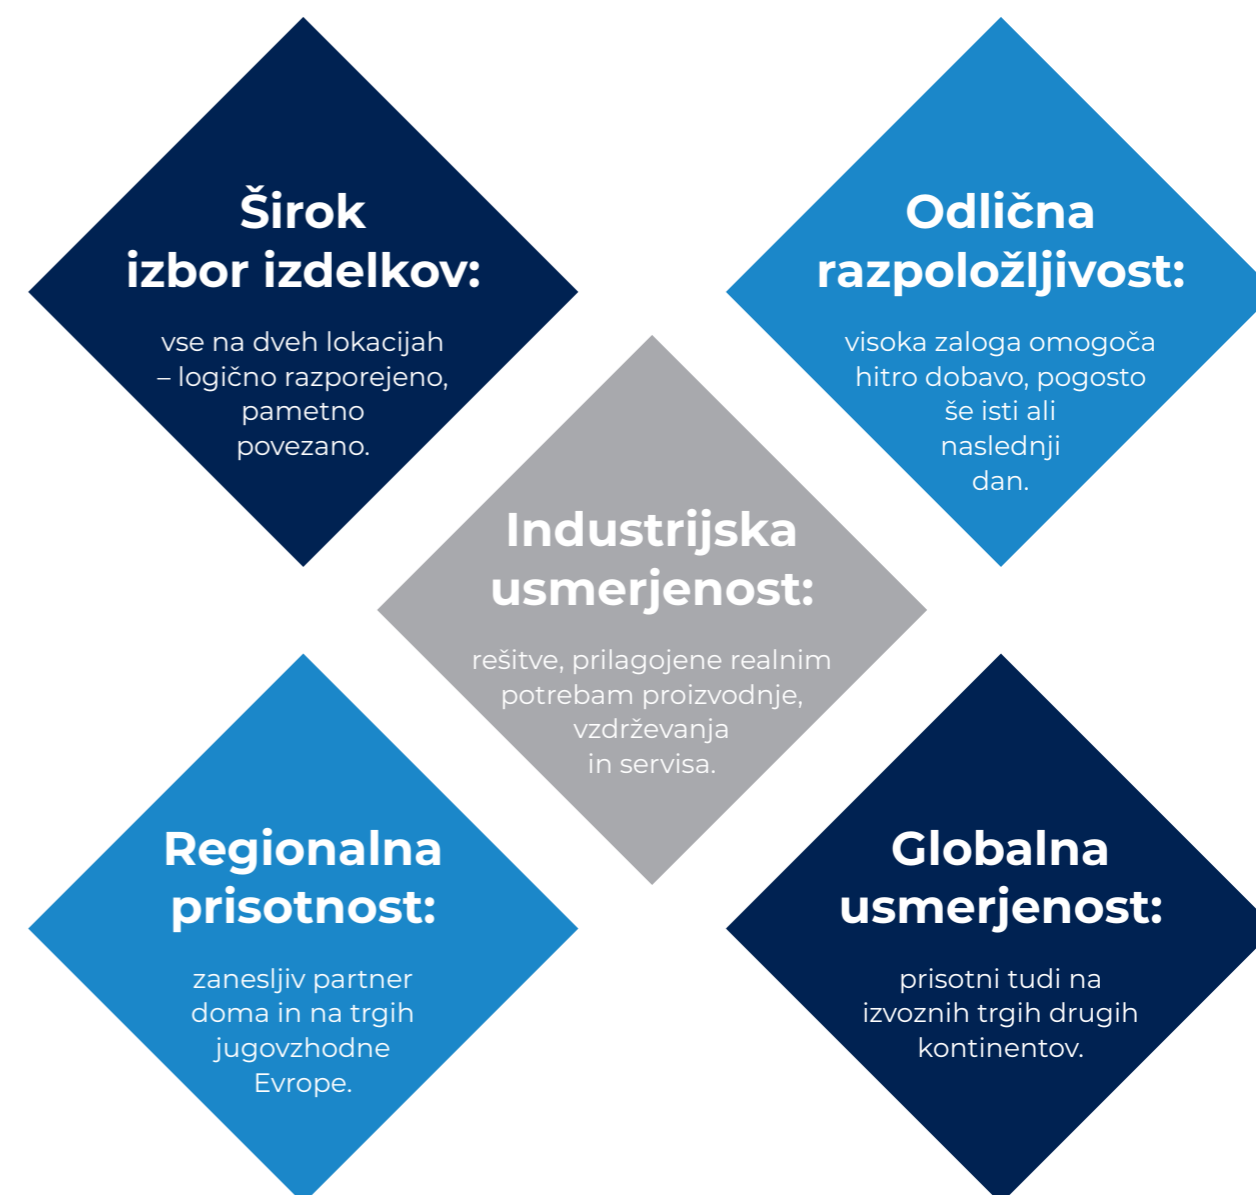 Širok
izbor izdelkov:
vse na dveh lokacijah
– logično razporejeno,
pametno
povezano.
Odlična
razpoložljivost:
visoka zaloga omogoča
hitro dobavo, pogosto
še isti ali
naslednji
dan.
Industrijska
usmerjenost:
rešitve, prilagojene realnim
potrebam proizvodnje,
vzdrževanja
in servisa.
Regionalna
prisotnost:
zanesljiv partner
doma in na trgih
jugovzhodne
Evrope.
Globalna
usmerjenost:
prisotni tudi na
izvoznih trgih drugih
kontinentov.